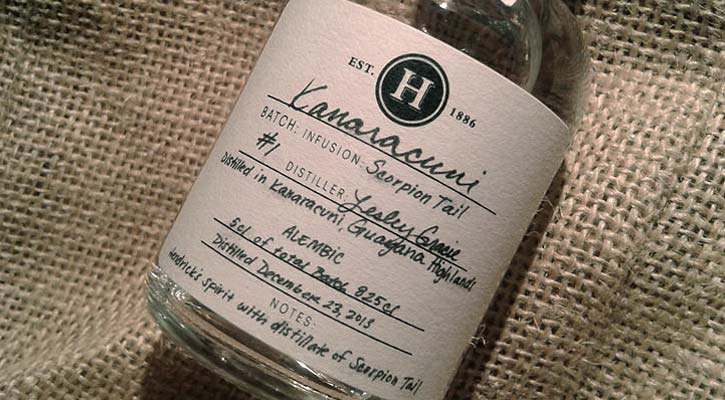 EST. H 1886
Kanaracuni
BATCH: INFUSION: Scorpion Tail
#1 DISTILLER: Lesley Gracie
Distilled in Kanaracuni, Guayana Highlands
ALEMBIC
5cl of total Batch 825cl
Distilled December 23, 2013
NOTES:
Hendrick's Spirit with distillate of Scorpion Tail